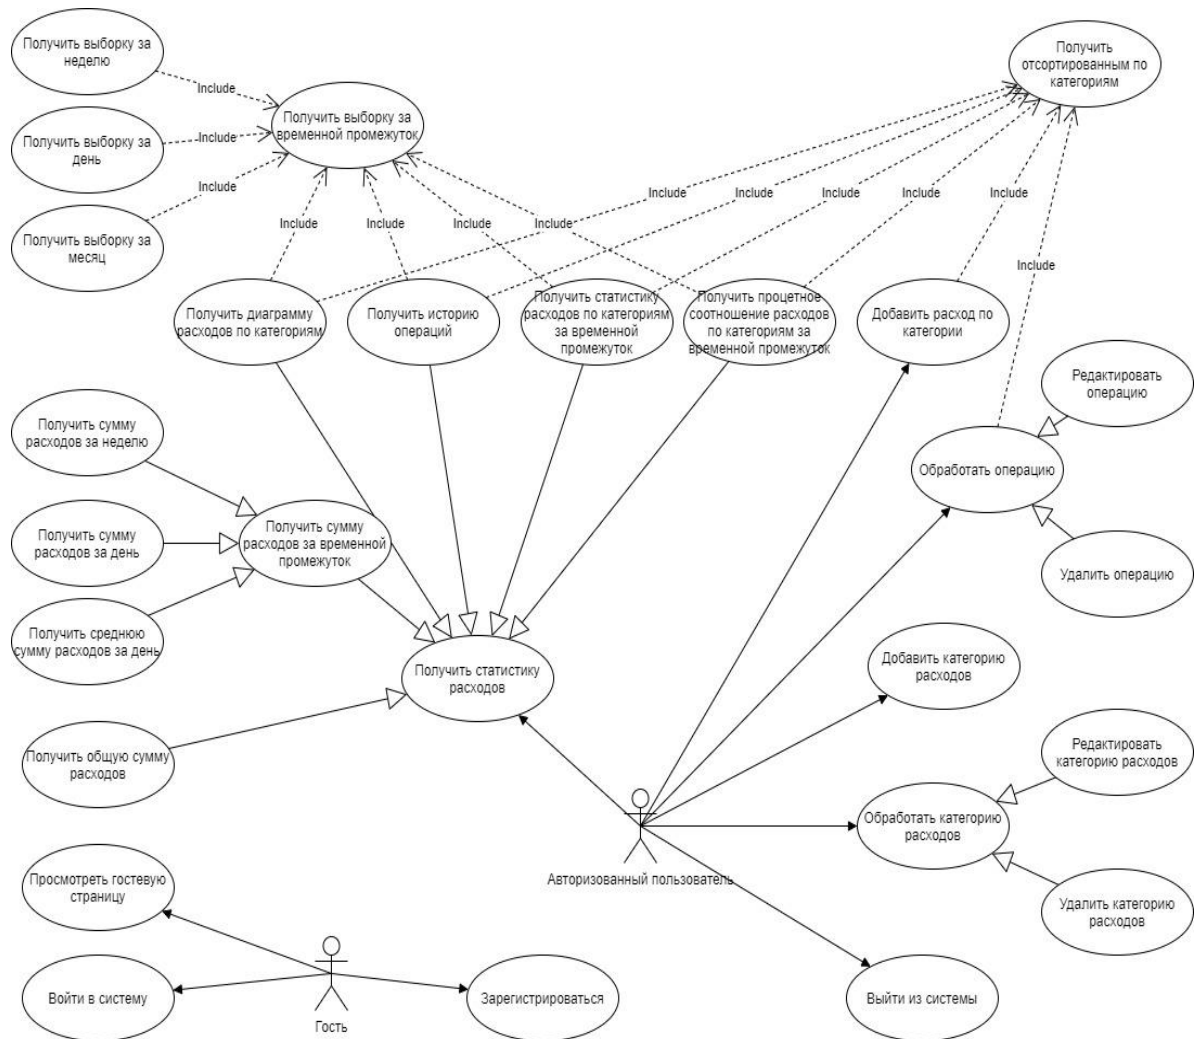 Получить выборку за
неделю
Получить
отсортированным по
категориям
Include
Получить выборку за
временной промежуток
Получить выборку за
день
Include
Include
Получить выборку за
месяц
Include
Include
Include
Include
Include
Include
Include
Include
Include
Include
Получить диаграмму
расходов по категориям
Получить историю
операций
Получить статистику
расходов по категориям
за временной
промежуток
Получить процетное
соотношение расходов
по категориям за
временной промежуток
Добавить расход по
категории
Редактировать
операцию
Получить сумму
расходов за неделю
Обработать операцию
Получить сумму
расходов за день
Получить сумму
расходов за временной
промежуток
Удалить операцию
Получить среднюю
сумму расходов за день
Получить статистику
расходов
Добавить категорию
расходов
Получить общую сумму
расходов
Редактировать
категорию расходов
Обработать категорию
расходов
Авторизованный пользователь
Просмотреть гостевую
страницу
Удалить категорию
расходов
Войти в систему
Гость
Зарегистрироваться
Выйти из системы